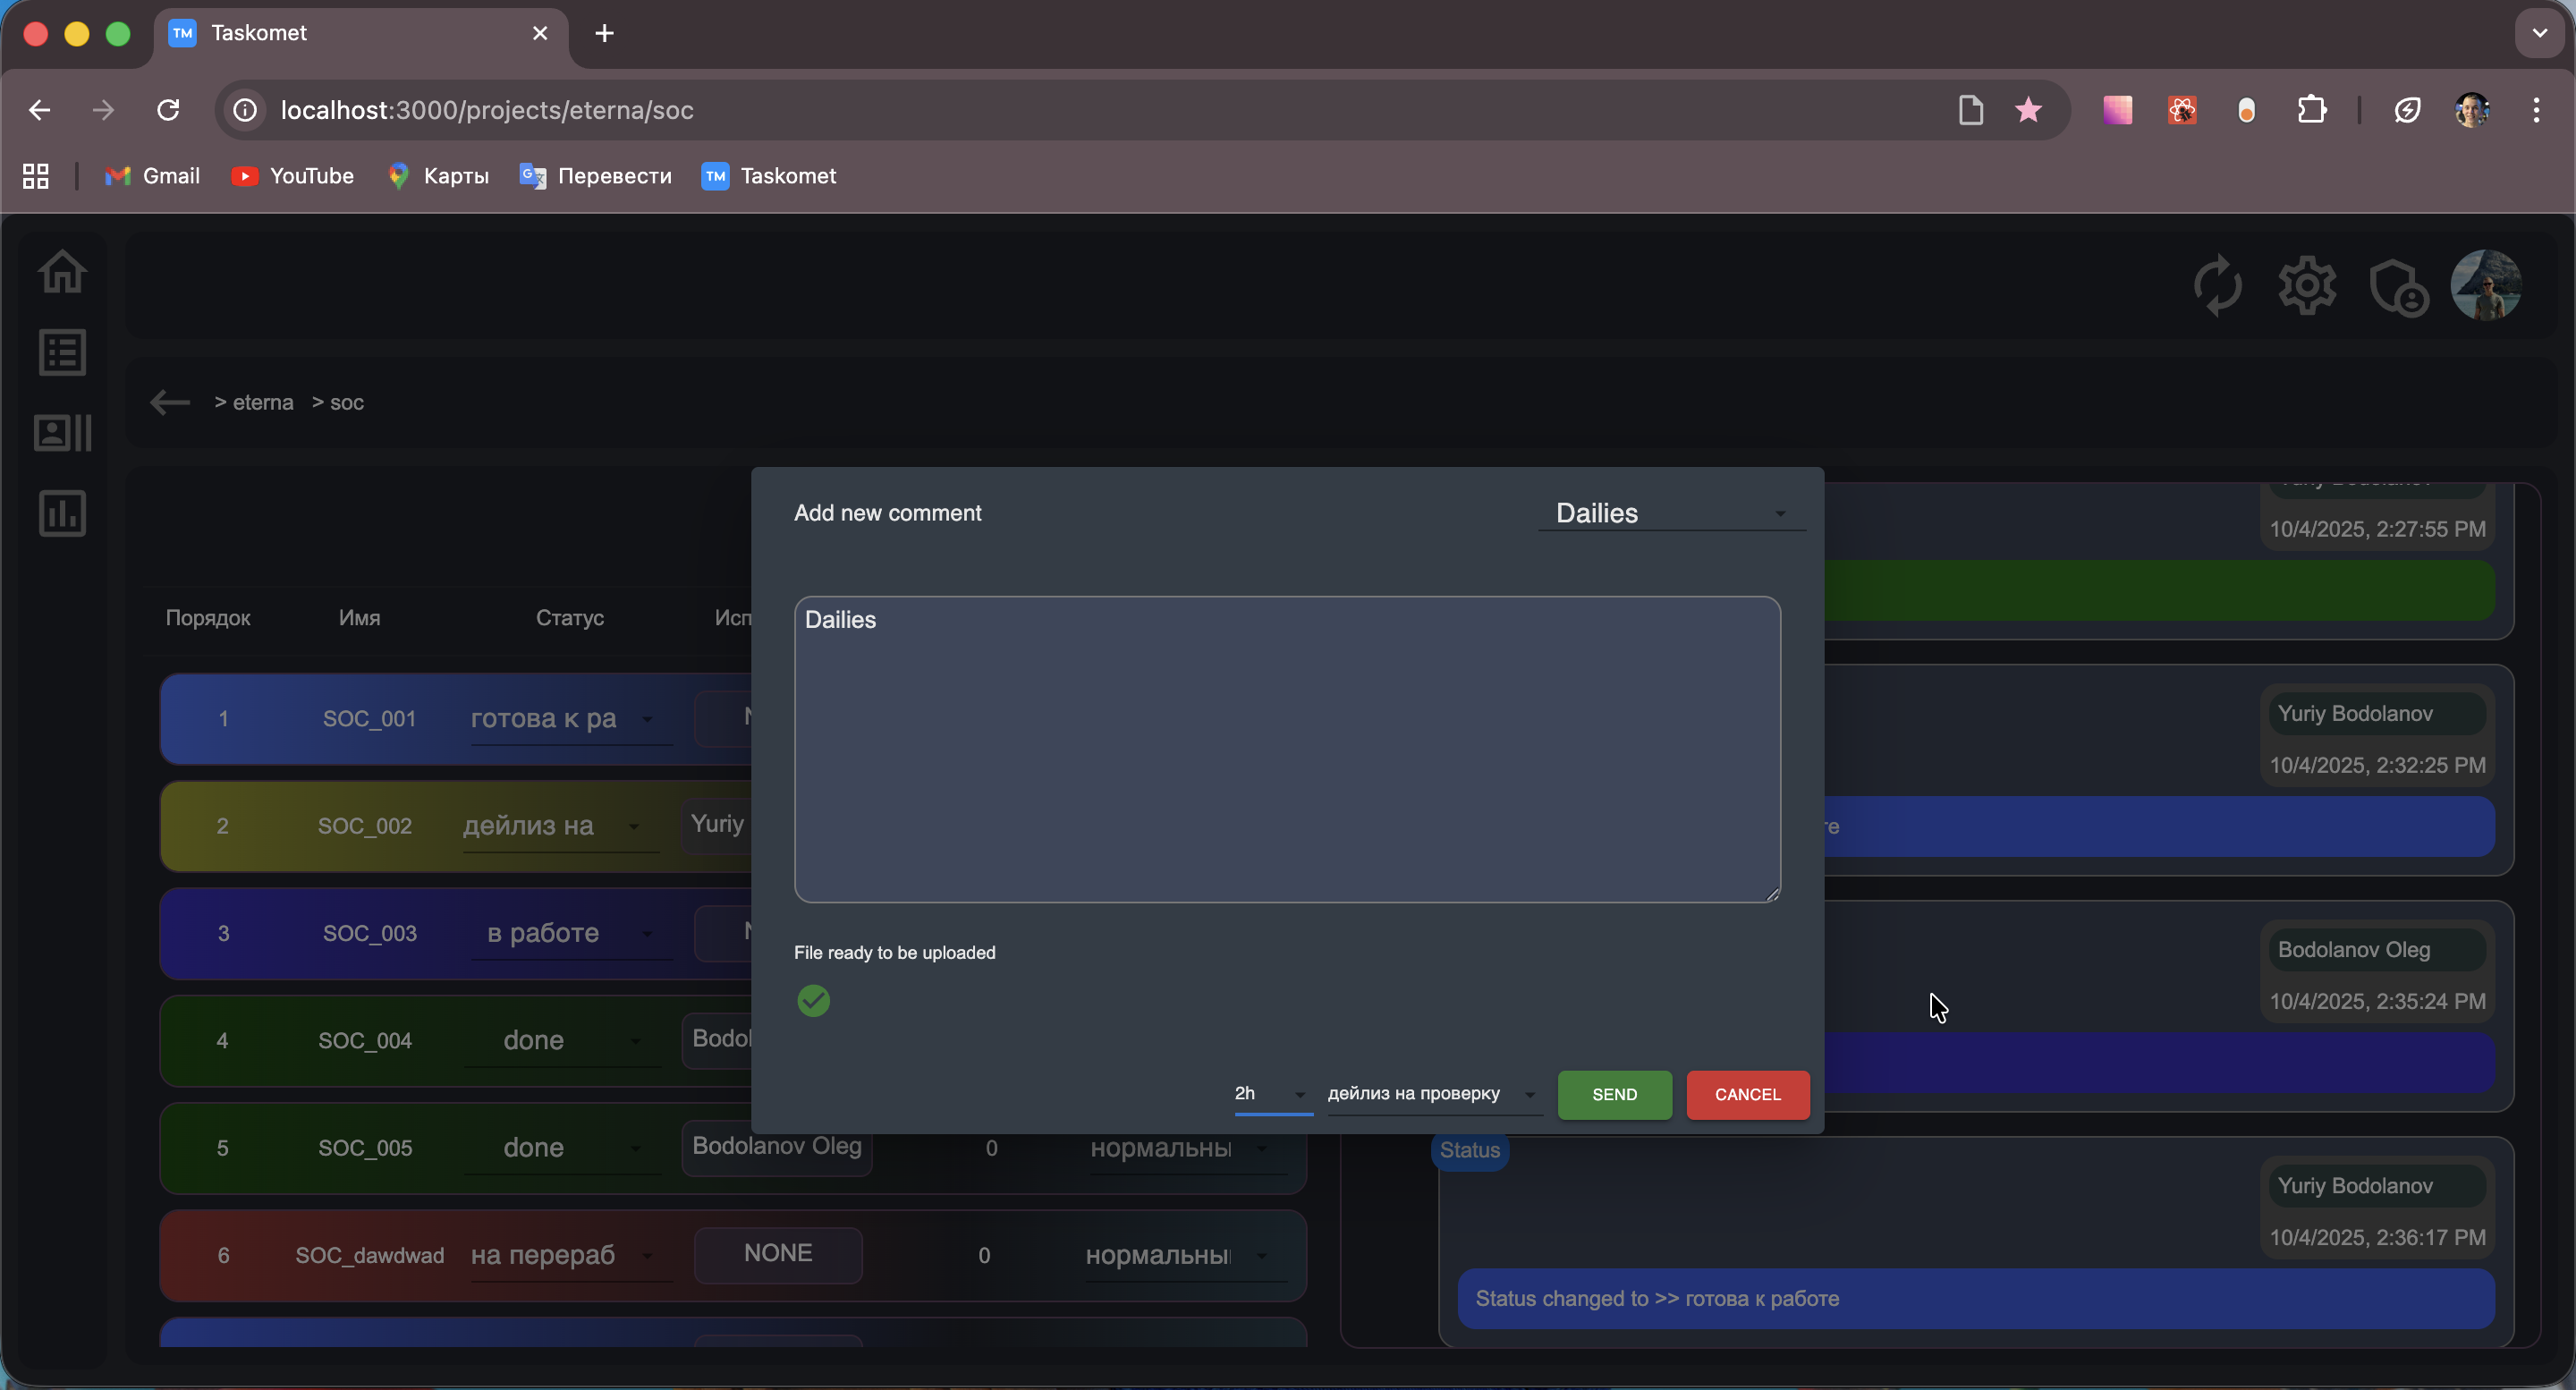 TM Taskomet
localhost:3000/projects/eterna/soc
Gmail YouTube Карты Перевести TM Taskomet
> eterna > soc
Add new comment Dailies
10/4/2025, 2:27:55 PM
Dailies
Порядок Имя Статус Исп
1 SOC_001 готова к ра
Yuriy Bodolanov
10/4/2025, 2:32:25 PM
2 SOC_002 дейлиз на Yuriy
те
3 SOC_003 в работе
File ready to be uploaded
Bodolanov Oleg
10/4/2025, 2:35:24 PM
4 SOC_004 done Bodol
2h дейлиз на проверку SEND CANCEL
5 SOC_005 done Bodolanov Oleg 0 нормальны
Status
Yuriy Bodolanov
10/4/2025, 2:36:17 PM
6 SOC_dawdwad на перераб NONE 0 нормальны
Status changed to >> готова к работе